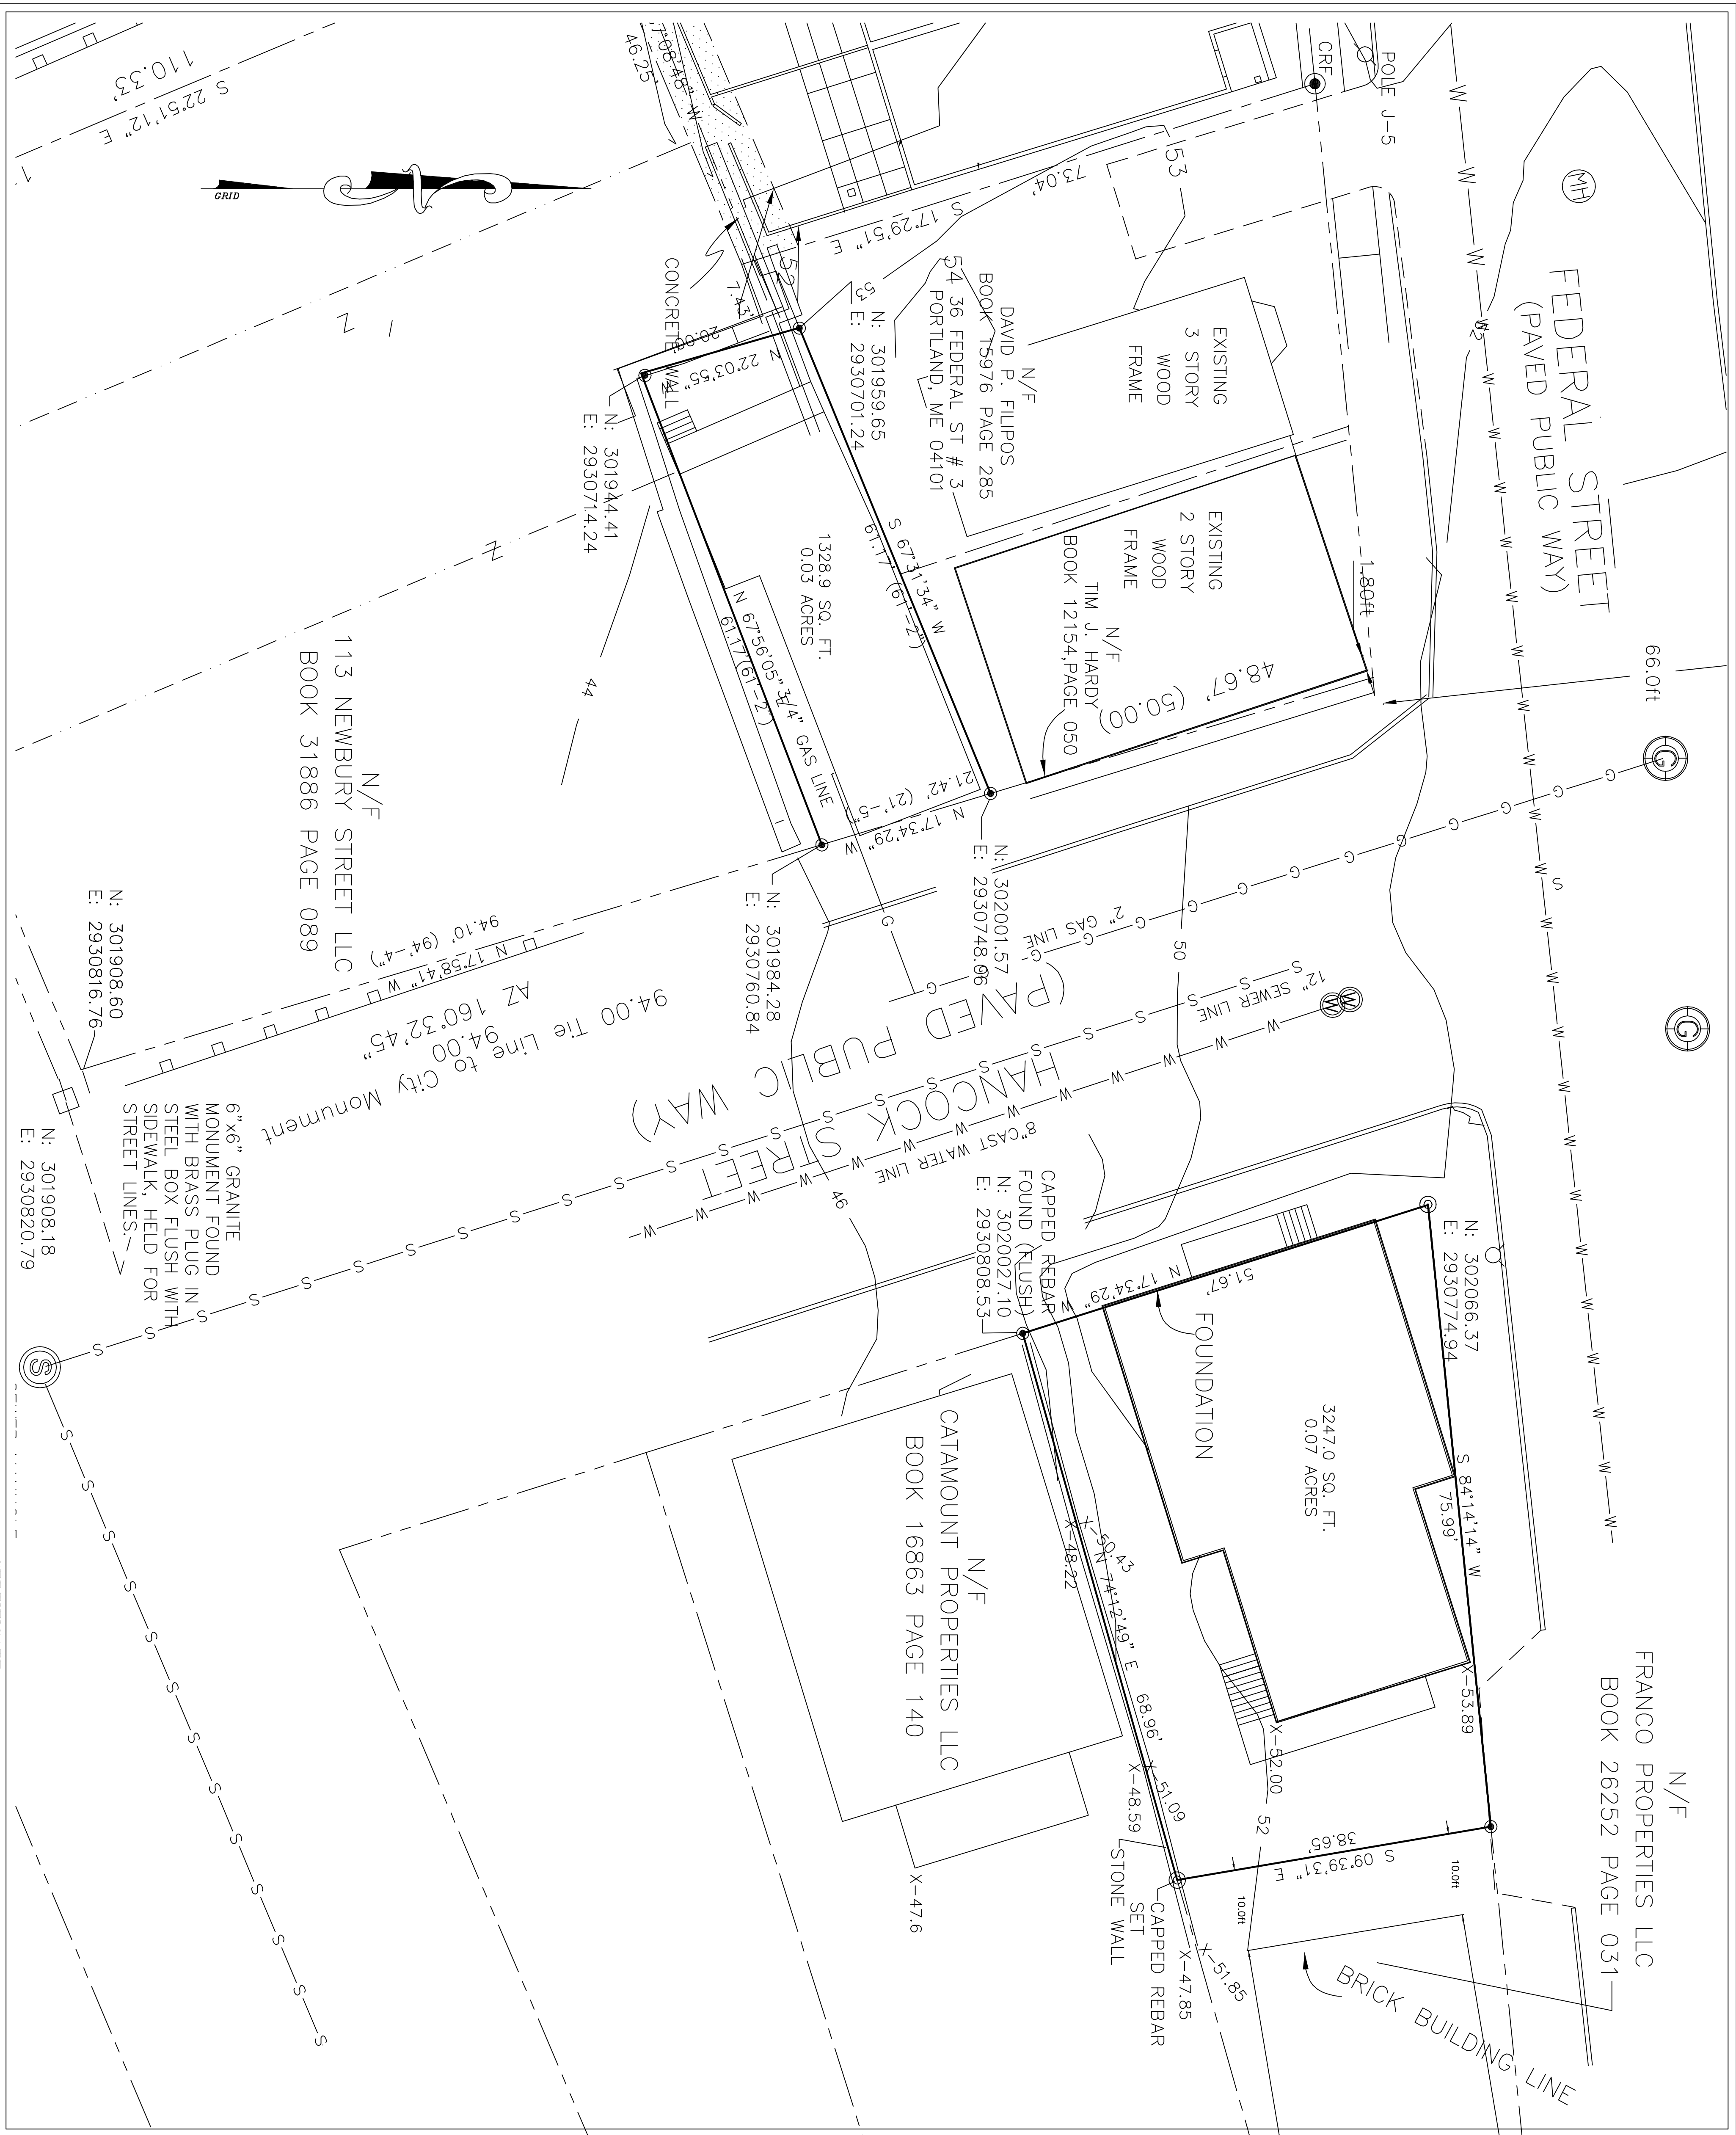 FEDERAL STREET
(PAVED PUBLIC WAY)
66.0ft
POLE J-5
CRF
MH
G
G
N/F
FRANCO PROPERTIES LLC
BOOK 26252 PAGE 031
BRICK BUILDING LINE
S 22°51'12" E
110.33'
46.25'
GRID
53
73.04'
S 17°29'51" E
52
53
54
EXISTING
3 STORY
WOOD
FRAME
N/F
DAVID P. FILIPOS
BOOK 15976 PAGE 285
36 FEDERAL ST # 3
PORTLAND, ME 04101
N: 301959.65
E: 2930701.24
EXISTING
2 STORY
WOOD
FRAME
N/F
TIM J. HARDY
BOOK 12154,PAGE 050
1.80ft
48.67' (50.00)
CONCRETE WALL
7.43'
20.00'
N 22°03'55"
N: 301944.41
E: 2930714.24
S 67°31'34" W
61.17' (61'-2")
1328.9 SQ. FT.
0.03 ACRES
N 67°56'05"
61.17'(61'-2")
3/4" GAS LINE
21.42' (21'-5")
N 17°34'29" W
N: 302001.57
E: 2930748.96
N: 301984.28
E: 2930760.84
44
N/F
113 NEWBURY STREET LLC
BOOK 31886 PAGE 089
N: 301908.60
E: 2930816.76
94.10' (94'-4")
N 17°58'41" W
AZ 160°32'45"
94.00
94.00 Tie Line to City Monument
6"x6" GRANITE
MONUMENT FOUND
WITH BRASS PLUG IN
STEEL BOX FLUSH WITH
SIDEWALK, HELD FOR
STREET LINES.
N: 301908.18
E: 2930820.79
2" GAS LINE
50
12" SEWER LINE
HANCOCK STREET
(PAVED PUBLIC WAY)
8"CAST WATER LINE
46
S
CAPPED REBAR
FOUND (FLUSH)
N: 302027.10
E: 2930808.53
N: 302066.37
E: 2930774.94
51.67'
N 17°34'29" W
FOUNDATION
3247.0 SQ. FT.
0.07 ACRES
S 84°14'14" W
75.99'
X-53.89
X-52.00
52
X-50.43
X-48.22
N 74°12'49" E 68.96'
X-51.09
X-48.59
STONE WALL
38.65'
S 09°39'31" E
10.0ft
10.0ft
CAPPED REBAR
SET
X-51.85
X-47.85
N/F
CATAMOUNT PROPERTIES LLC
BOOK 16863 PAGE 140
X-47.6